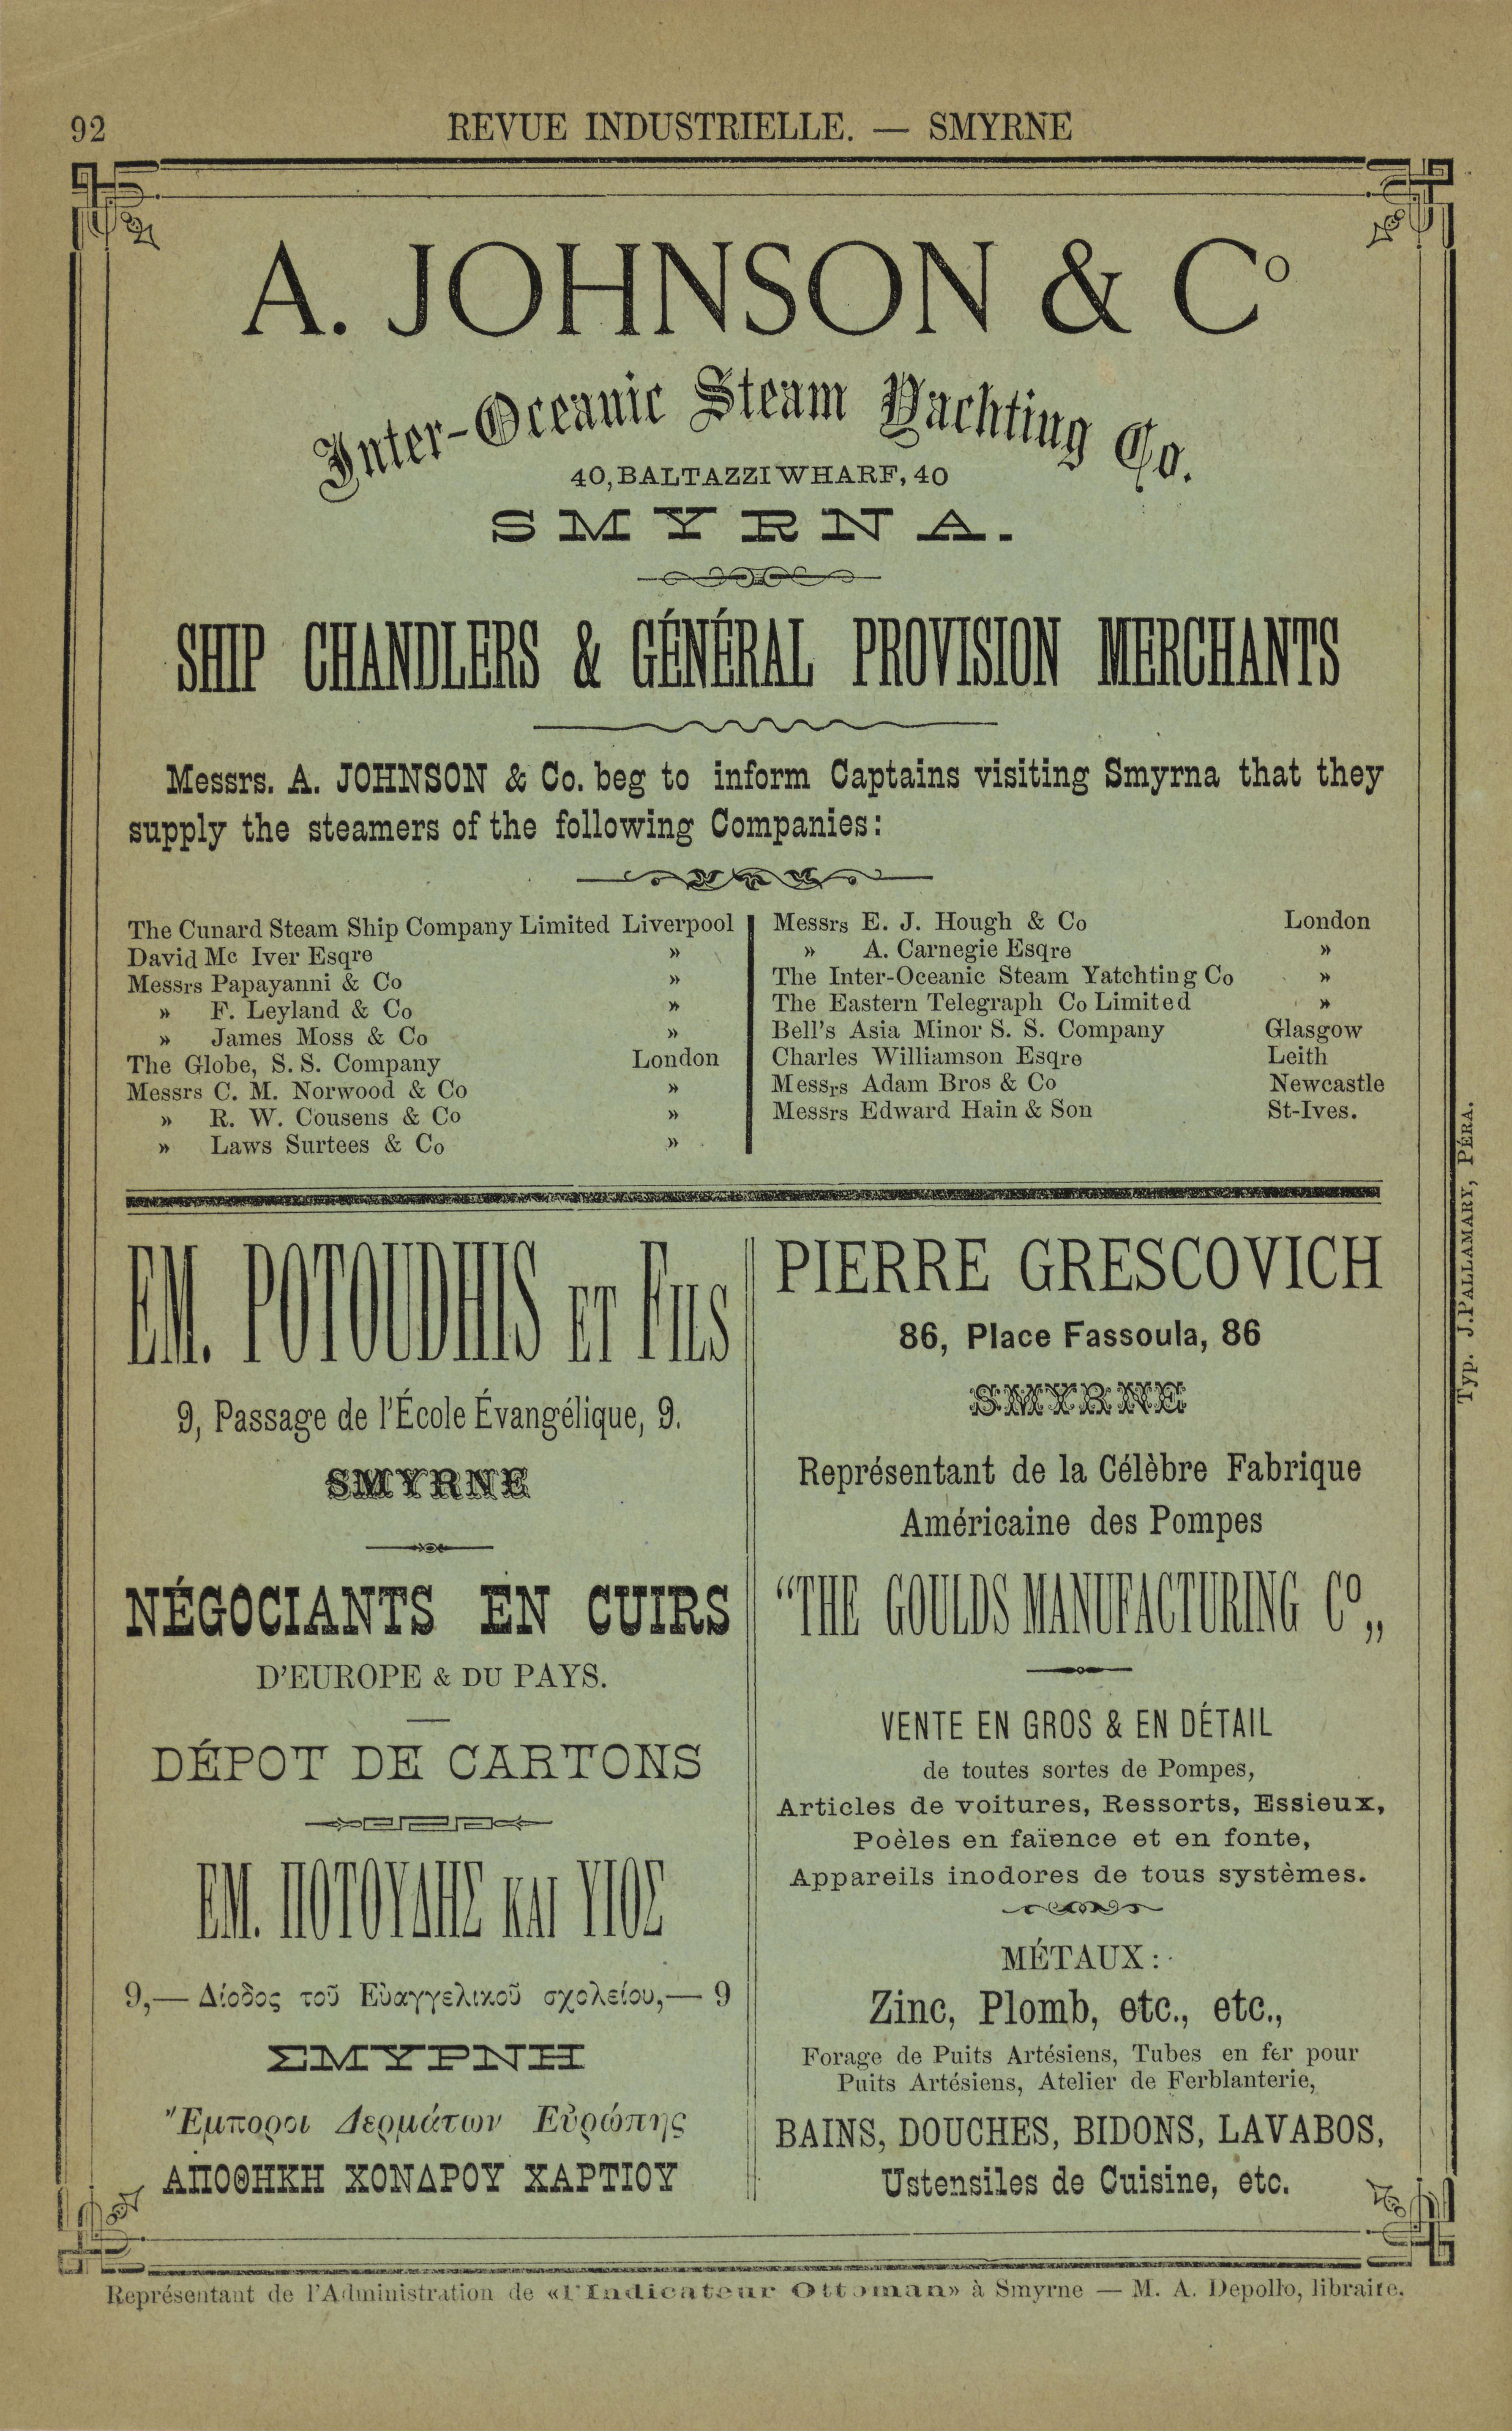 92
REVUE INDUSTRIELLE. — SMYRNE
A. JOHNSON & Cº
Inter-Oceanic Steam Yachting Co.
40, BALTAZZI WHARF, 40
SMYRNA.
SHIP CHANDLERS & GÉNÉRAL PROVISION MERCHANTS
Messrs. A. JOHNSON & Co. beg to inform Captains visiting Smyrna that they
supply the steamers of the following Companies:
The Cunard Steam Ship Company Limited Liverpool
David Mc Iver Esqre »
Messrs Papayanni & Co »
» F. Leyland & Co »
» James Moss & Co »
The Globe, S. S. Company London
Messrs C. M. Norwood & Co »
» R. W. Cousens & Co »
» Laws Surtees & Co »
Messrs E. J. Hough & Co London
» A. Carnegie Esqre »
The Inter-Oceanic Steam Yatchting Co »
The Eastern Telegraph Co Limited »
Bell's Asia Minor S. S. Company Glasgow
Charles Williamson Esqre Leith
Messrs Adam Bros & Co Newcastle
Messrs Edward Hain & Son St-Ives.
EM. POTOUDHIS ET FILS
9, Passage de l'École Évangélique, 9.
SMYRNE
NÉGOCIANTS EN CUIRS
D'EUROPE & DU PAYS.
DÉPOT DE CARTONS
ΕΜ. ΠΟΤΟΥΔΗΣ ΚΑΙ ΥΙΟΣ
9,— Δίοδος τοῦ Εὐαγγελικοῦ σχολείου,— 9
ΣΜΥΡΝΗ
Ἔμποροι Δερμάτων Εὐρώπης
ΑΠΟΘΗΚΗ ΧΟΝΔΡΟΥ ΧΑΡΤΙΟΥ
PIERRE GRESCOVICH
86, Place Fassoula, 86
SMYRNE
Représentant de la Célèbre Fabrique
Américaine des Pompes
“THE GOULDS MANUFACTURING Cº„
VENTE EN GROS & EN DÉTAIL
de toutes sortes de Pompes,
Articles de voitures, Ressorts, Essieux,
Poèles en faïence et en fonte,
Appareils inodores de tous systèmes.
MÉTAUX:
Zinc, Plomb, etc., etc.,
Forage de Puits Artésiens, Tubes en fer pour
Puits Artésiens, Atelier de Ferblanterie,
BAINS, DOUCHES, BIDONS, LAVABOS,
Ustensiles de Cuisine, etc.
Typ. J. PALLAMARY, PÉRA.
Représentant de l'Administration de «l'Indicateur Ottoman» à Smyrne — M. A. Depollo, libraire.